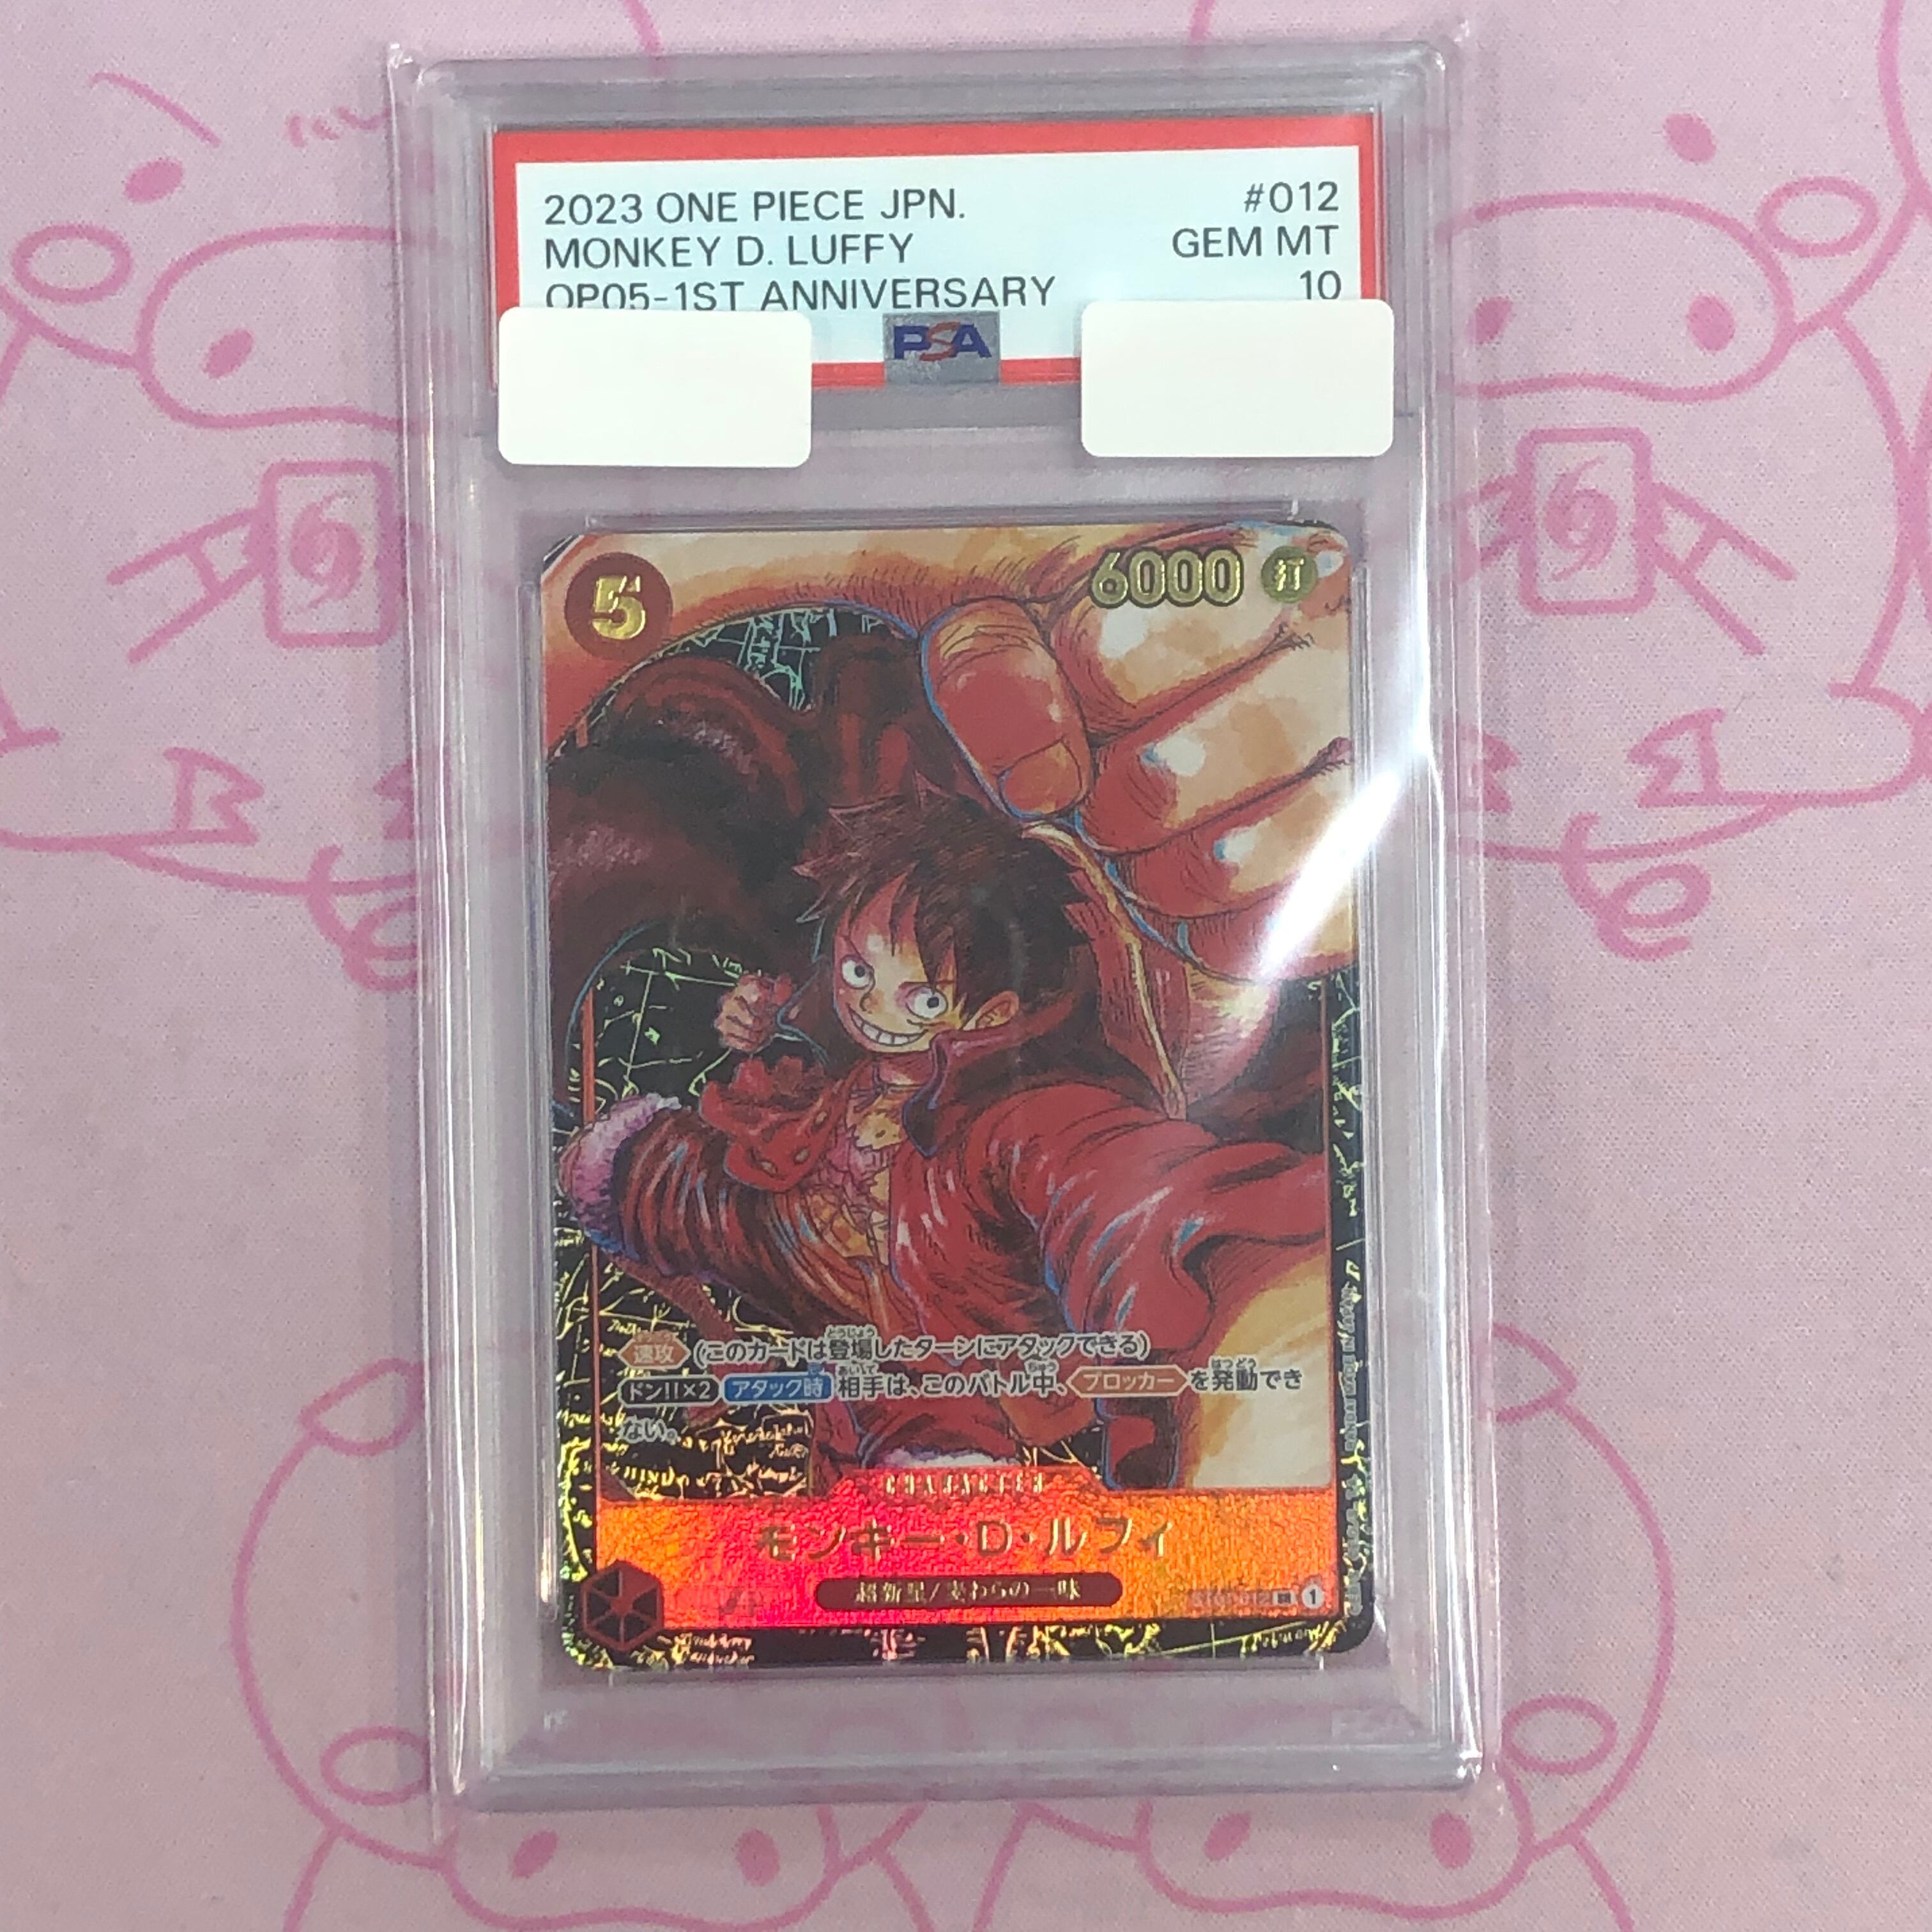 2023 ONE PIECE JPN. #012
MONKEY D. LUFFY GEM MT
OP05-1ST ANNIVERSARY 10
PSA
5
6000 打
速攻 (このカードは登場したターンにアタックできる)
ドン!!×2 アタック時 相手は、このバトル中、ブロッカーを発動でき
ない。
CHARACTER
モンキー・D・ルフィ
超新星/麦わらの一味
1